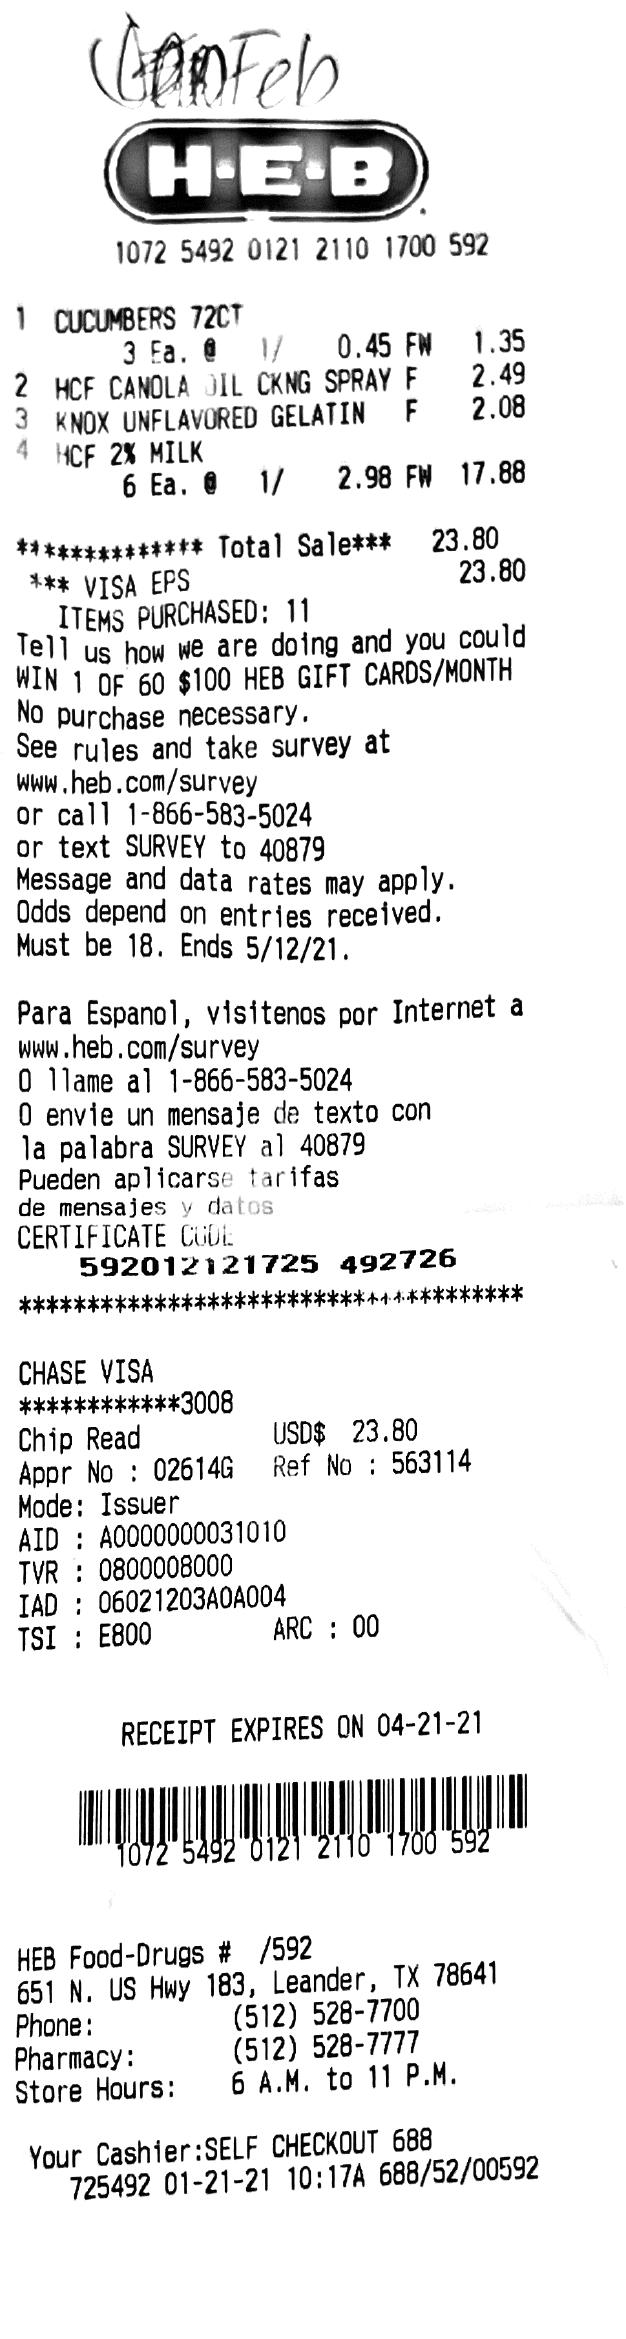 Feb
H-E-B
1072 5492 0121 2110 1700 592
1 CUCUMBERS 72CT
3 Ea. @ 1/ 0.45 FW 1.35
2 HCF CANOLA OIL CKNG SPRAY F 2.49
3 KNOX UNFLAVORED GELATIN F 2.08
4 HCF 2% MILK
6 Ea. @ 1/ 2.98 FW 17.88
************** Total Sale*** 23.80
*** VISA EPS 23.80
ITEMS PURCHASED: 11
Tell us how we are doing and you could
WIN 1 OF 60 $100 HEB GIFT CARDS/MONTH
No purchase necessary.
See rules and take survey at
www.heb.com/survey
or call 1-866-583-5024
or text SURVEY to 40879
Message and data rates may apply.
Odds depend on entries received.
Must be 18. Ends 5/12/21.
Para Espanol, visitenos por Internet a
www.heb.com/survey
O llame al 1-866-583-5024
O envie un mensaje de texto con
la palabra SURVEY al 40879
Pueden aplicarse tarifas
de mensajes y datos
CERTIFICATE CODE
592012121725 492726
**************************************
CHASE VISA
************3008
Chip Read USD$ 23.80
Appr No : 02614G Ref No : 563114
Mode: Issuer
AID : A0000000031010
TVR : 0800008000
IAD : 06021203A0A004
TSI : E800 ARC : 00
RECEIPT EXPIRES ON 04-21-21
1072 5492 0121 2110 1700 592
HEB Food-Drugs # /592
651 N. US Hwy 183, Leander, TX 78641
Phone: (512) 528-7700
Pharmacy: (512) 528-7777
Store Hours: 6 A.M. to 11 P.M.
Your Cashier:SELF CHECKOUT 688
725492 01-21-21 10:17A 688/52/00592